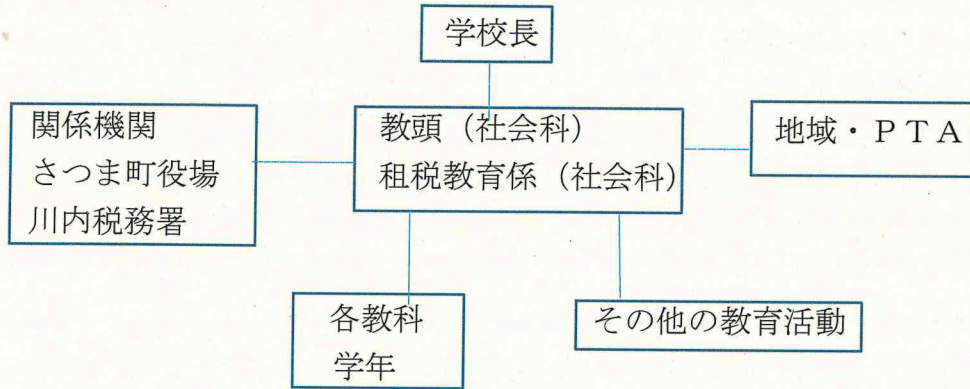 学校長
関係機関
さつま町役場
川内税務署
教頭（社会科）
租税教育係（社会科）
地域・ＰＴＡ
各教科
学年
その他の教育活動